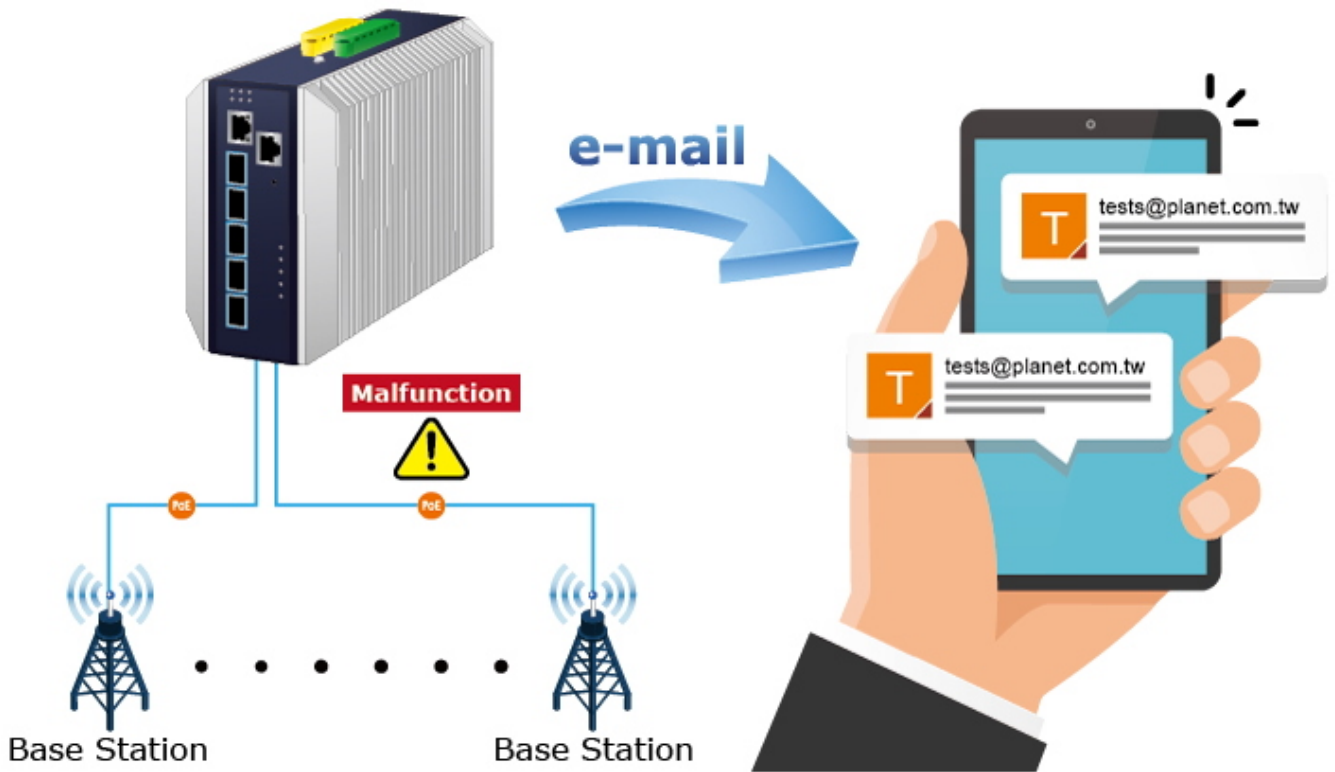 e-mail
T
tests@planet.com.tw
T
tests@planet.com.tw
Malfunction
!
PoE
PoE
Base Station
Base Station